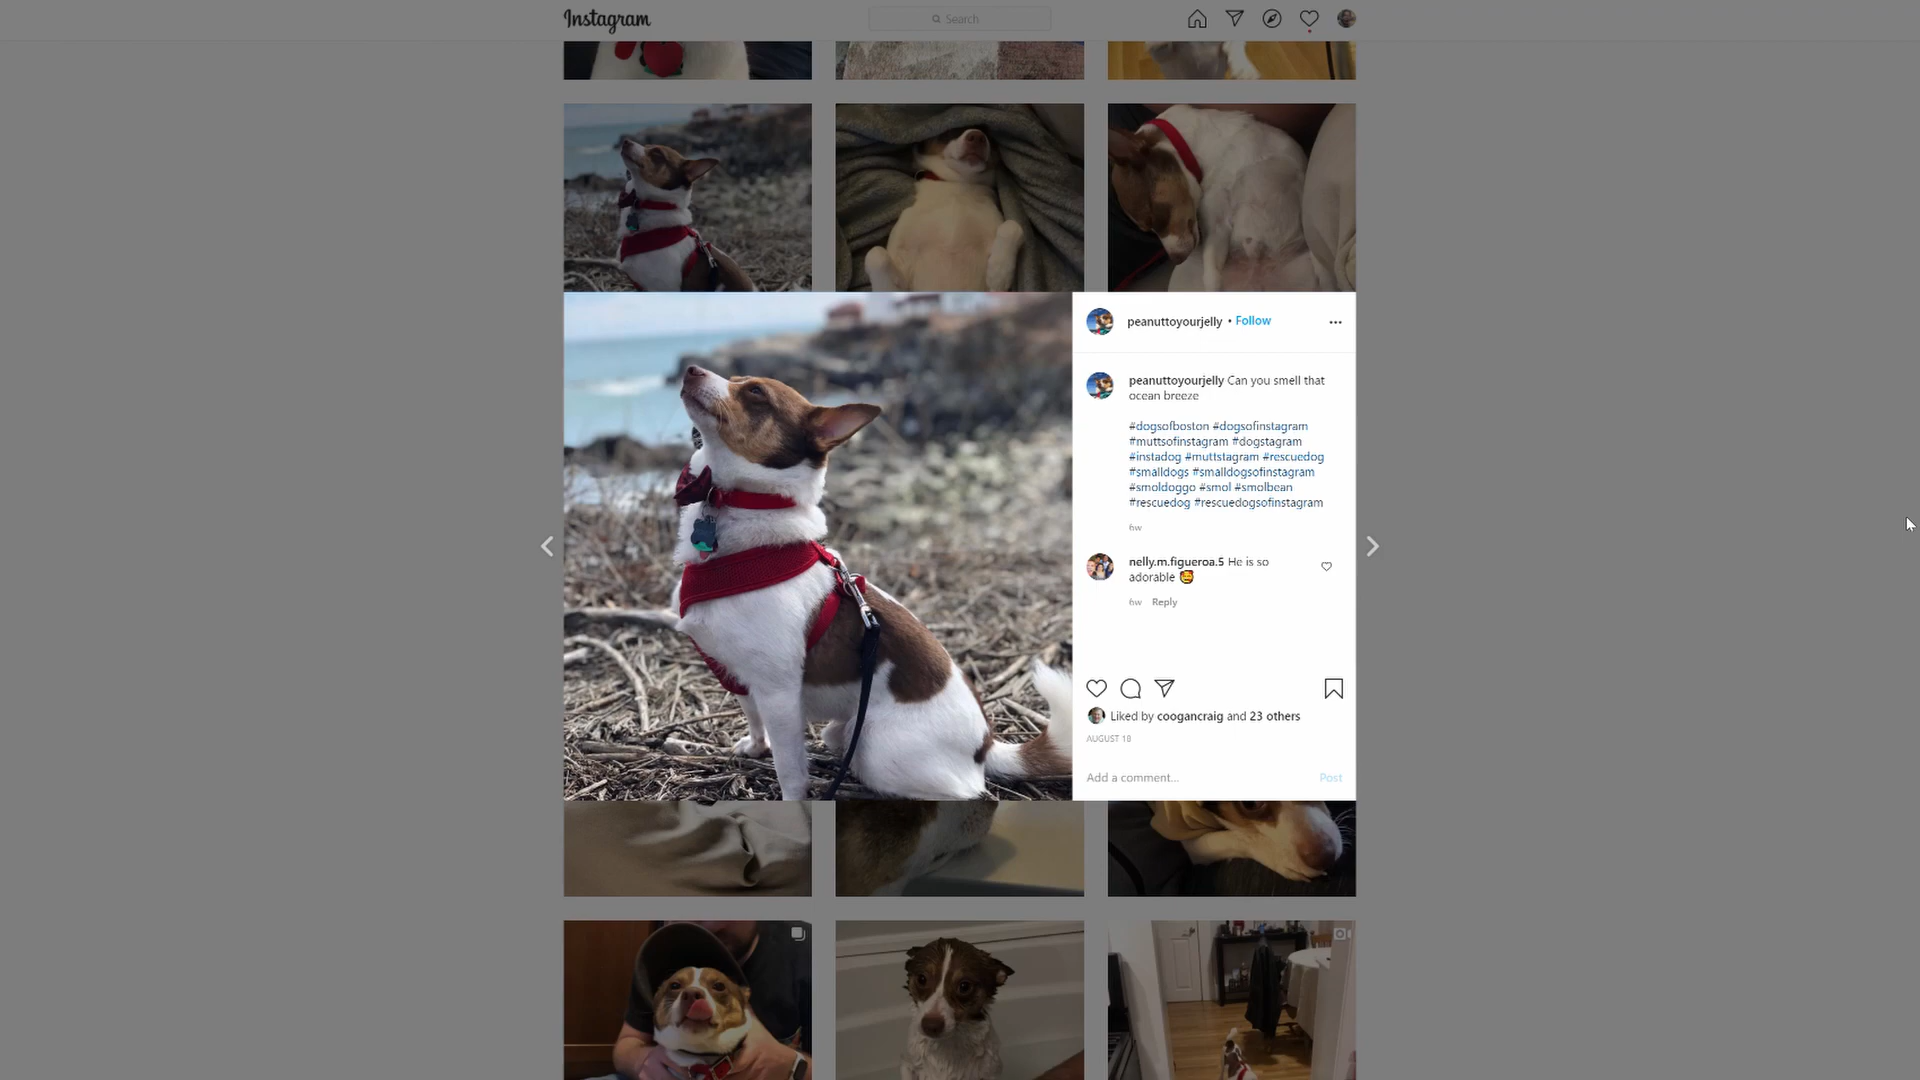 Instagram
Search
peanuttoyourjelly • Follow
peanuttoyourjelly Can you smell that
ocean breeze
#dogsofboston #dogsofinstagram
#muttsofinstagram #dogstagram
#instadog #muttstagram #rescuedog
#smalldogs #smalldogsofinstagram
#smoldoggo #smol #smolbean
#rescuedog #rescuedogsofinstagram
6w
nelly.m.figueroa.5 He is so
adorable 🥰
6w Reply
Liked by coogancraig and 23 others
AUGUST 18
Add a comment...
Post